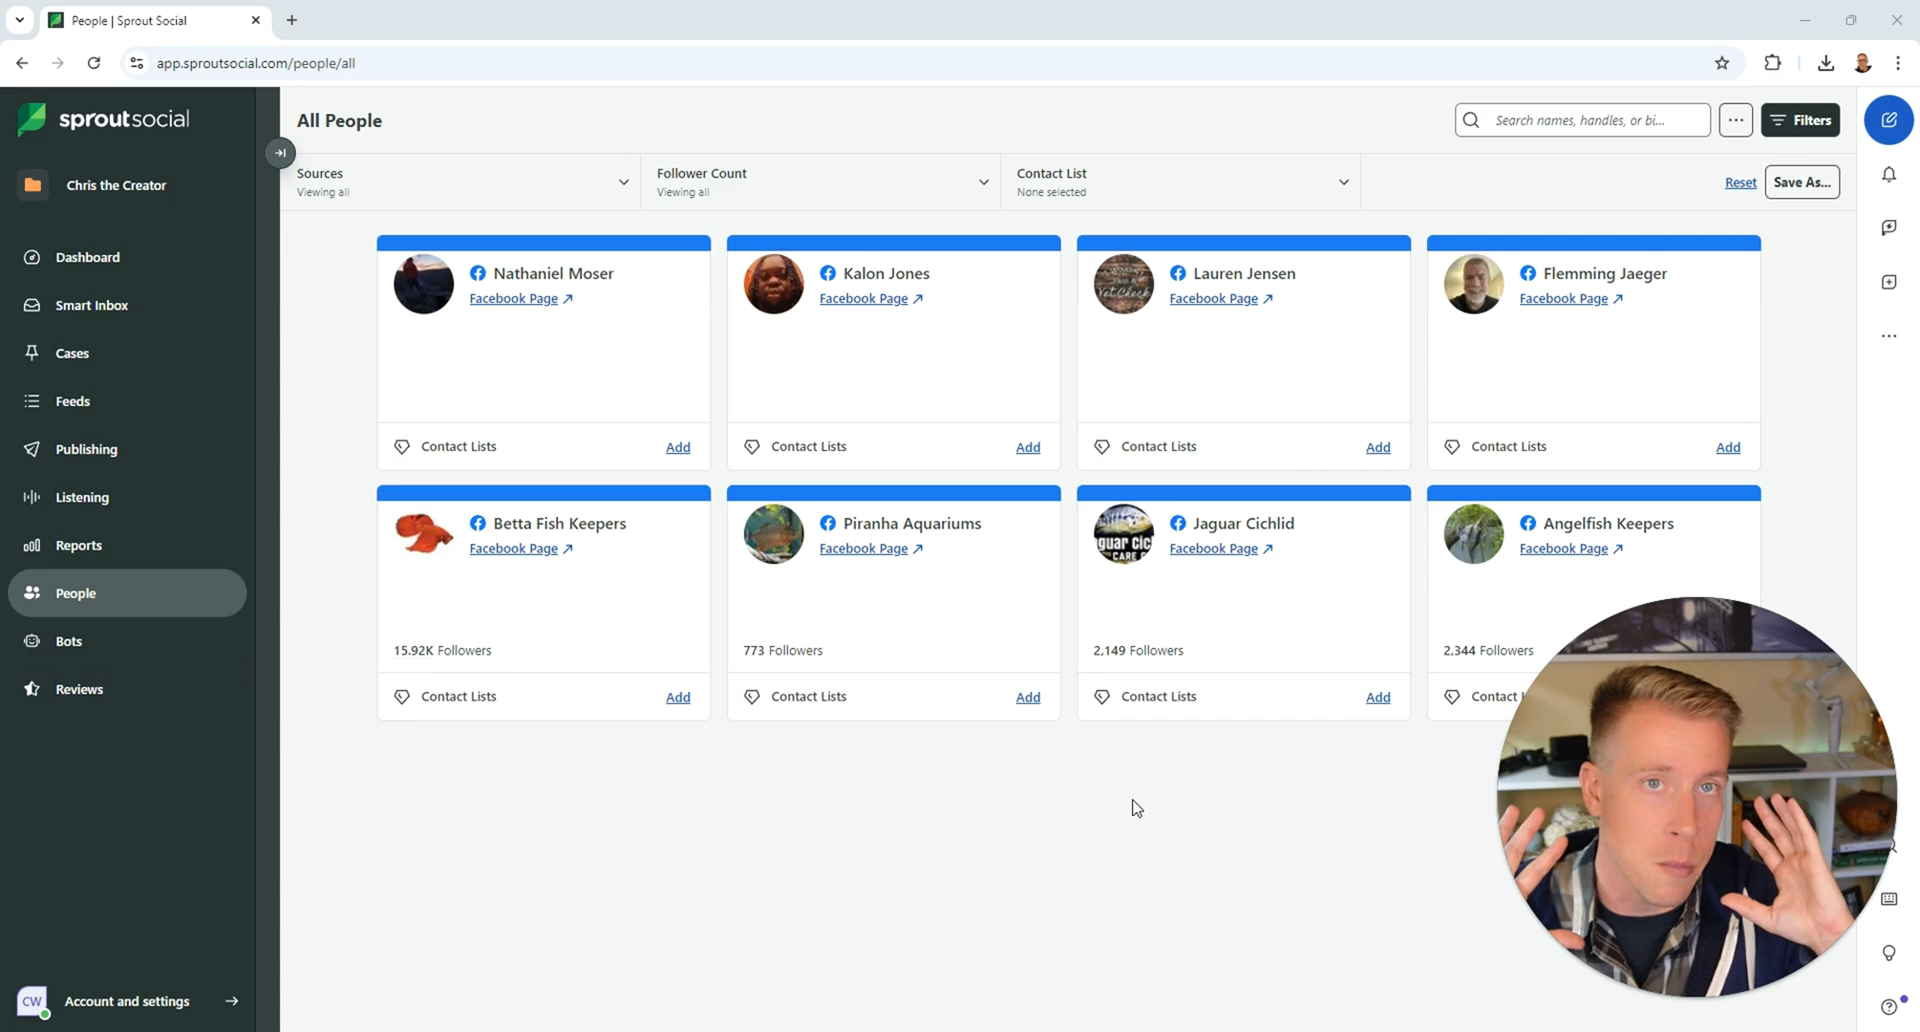 People | Sprout Social
app.sproutsocial.com/people/all
sproutsocial
Chris the Creator
Dashboard
Smart Inbox
Cases
Feeds
Publishing
Listening
Reports
People
Bots
Reviews
CW
Account and settings
All People
Search names, handles, or bi...
Filters
Sources
Viewing all
Follower Count
Viewing all
Contact List
None selected
Reset
Save As...
Nathaniel Moser
Facebook Page
Contact Lists
Add
Kalon Jones
Facebook Page
Contact Lists
Add
Lauren Jensen
Facebook Page
Contact Lists
Add
Flemming Jaeger
Facebook Page
Contact Lists
Add
Betta Fish Keepers
Facebook Page
15.92K Followers
Contact Lists
Add
Piranha Aquariums
Facebook Page
773 Followers
Contact Lists
Add
guar Cic
CARE
Jaguar Cichlid
Facebook Page
2,149 Followers
Contact Lists
Add
Angelfish Keepers
Facebook Page
2,344 Followers
Contact